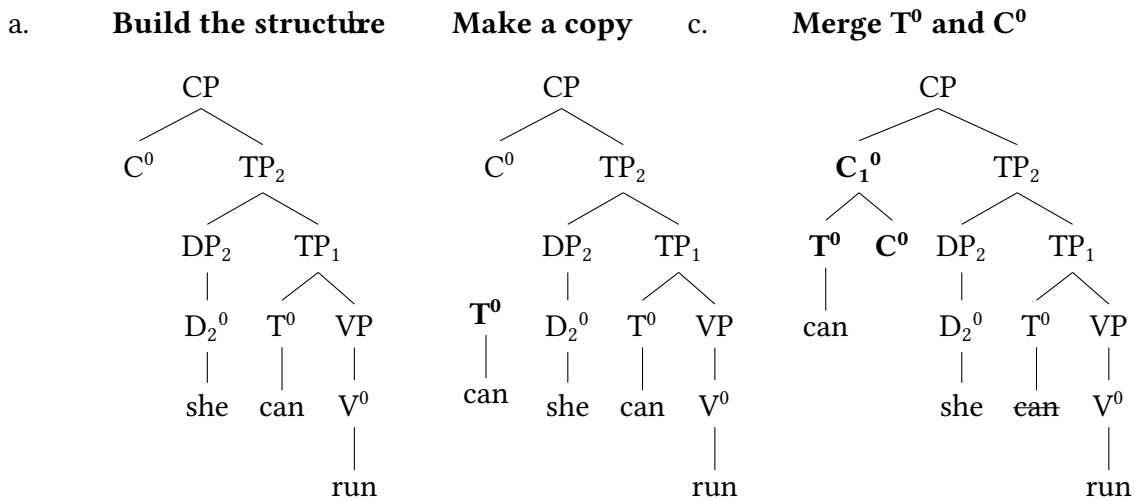 a. Build the structure b. Make a copy c. Merge T⁰ and C⁰
CP CP CP
C⁰ TP₂ C⁰ TP₂ C₁⁰ TP₂
DP₂ TP₁ DP₂ TP₁ T⁰ C⁰ DP₂ TP₁
T⁰ D₂⁰ T⁰ VP
D₂⁰ T⁰ VP can D₂⁰ T⁰ VP
can
she can V⁰ she can V⁰ she can V⁰
run run run